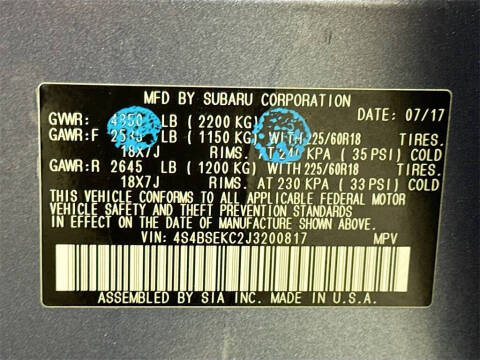 MFD BY SUBARU CORPORATION DATE: 07/17
GVWR: 4850 LB (2200 KG)
GAWR:F 2535 LB (1150 KG) WITH 225/60R18 TIRES.
18X7J RIMS. AT 240 KPA (35 PSI) COLD
GAWR:R 2645 LB (1200 KG) WITH 225/60R18 TIRES.
18X7J RIMS. AT 230 KPA (33 PSI) COLD
THIS VEHICLE CONFORMS TO ALL APPLICABLE FEDERAL MOTOR
VEHICLE SAFETY AND THEFT PREVENTION STANDARDS
IN EFFECT ON THE DATE OF MANUFACTURE SHOWN ABOVE.
VIN: 4S4BSEKC2J3200817 MPV
ASSEMBLED BY SIA INC. MADE IN U.S.A.